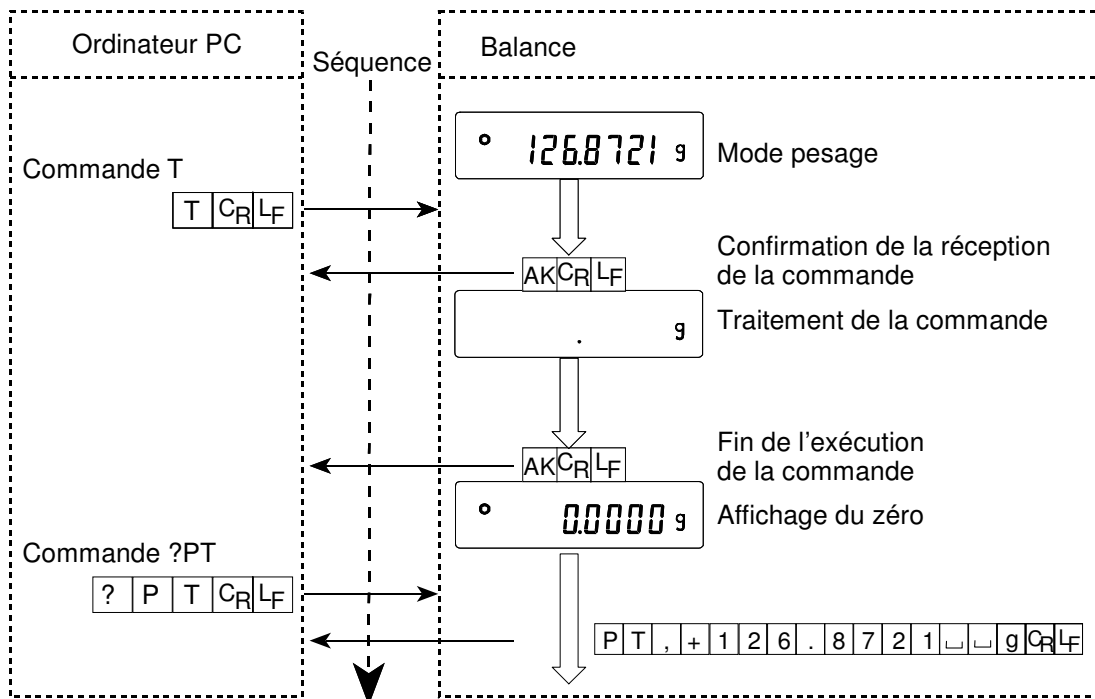 Ordinateur PC
Séquence
Balance
126.8721 g
Mode pesage
Commande T
T CR LF
Confirmation de la réception
de la commande
AK CR LF
. g
Traitement de la commande
Fin de l'exécution
de la commande
AK CR LF
0.0000 g
Affichage du zéro
Commande ?PT
? P T CR LF
P T , + 1 2 6 . 8 7 2 1 ␣ ␣ g CR LF